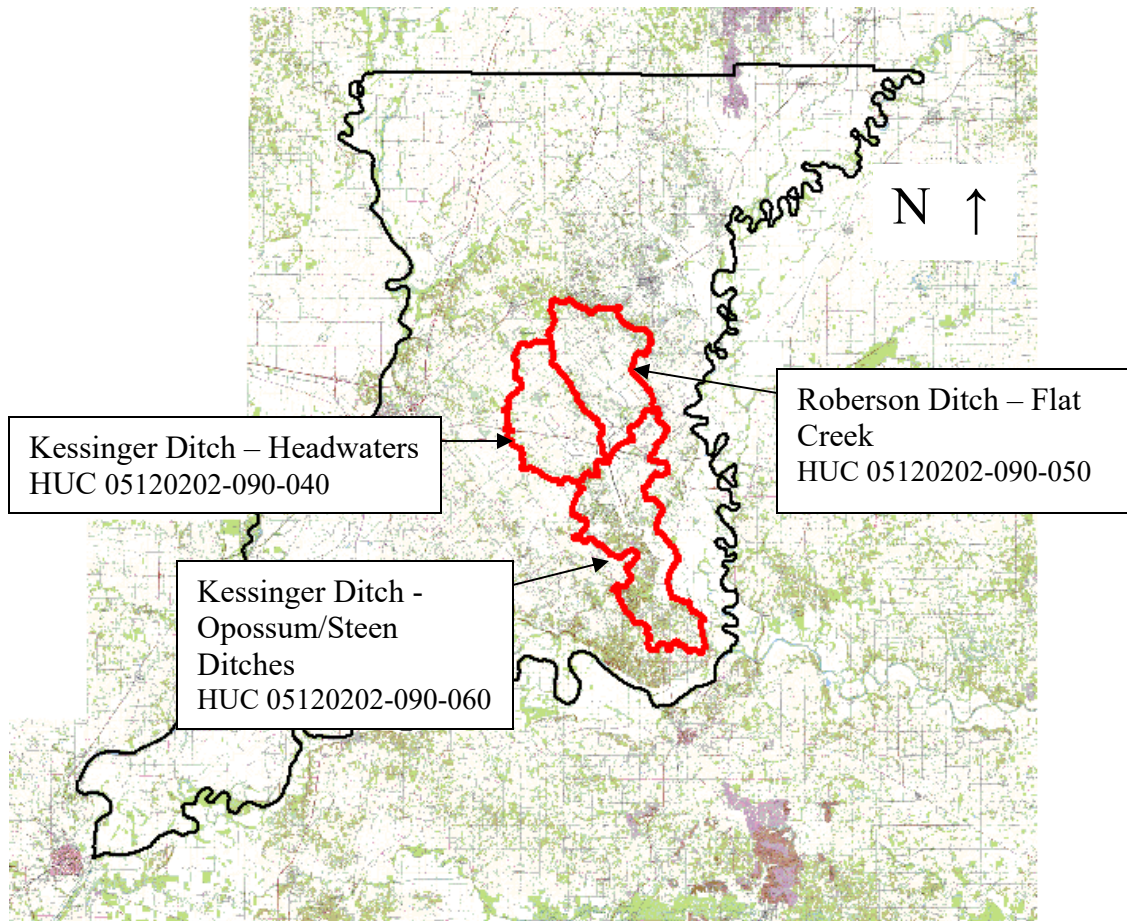 N ↑
Roberson Ditch – Flat
Creek
HUC 05120202-090-050
Kessinger Ditch – Headwaters
HUC 05120202-090-040
Kessinger Ditch -
Opossum/Steen
Ditches
HUC 05120202-090-060